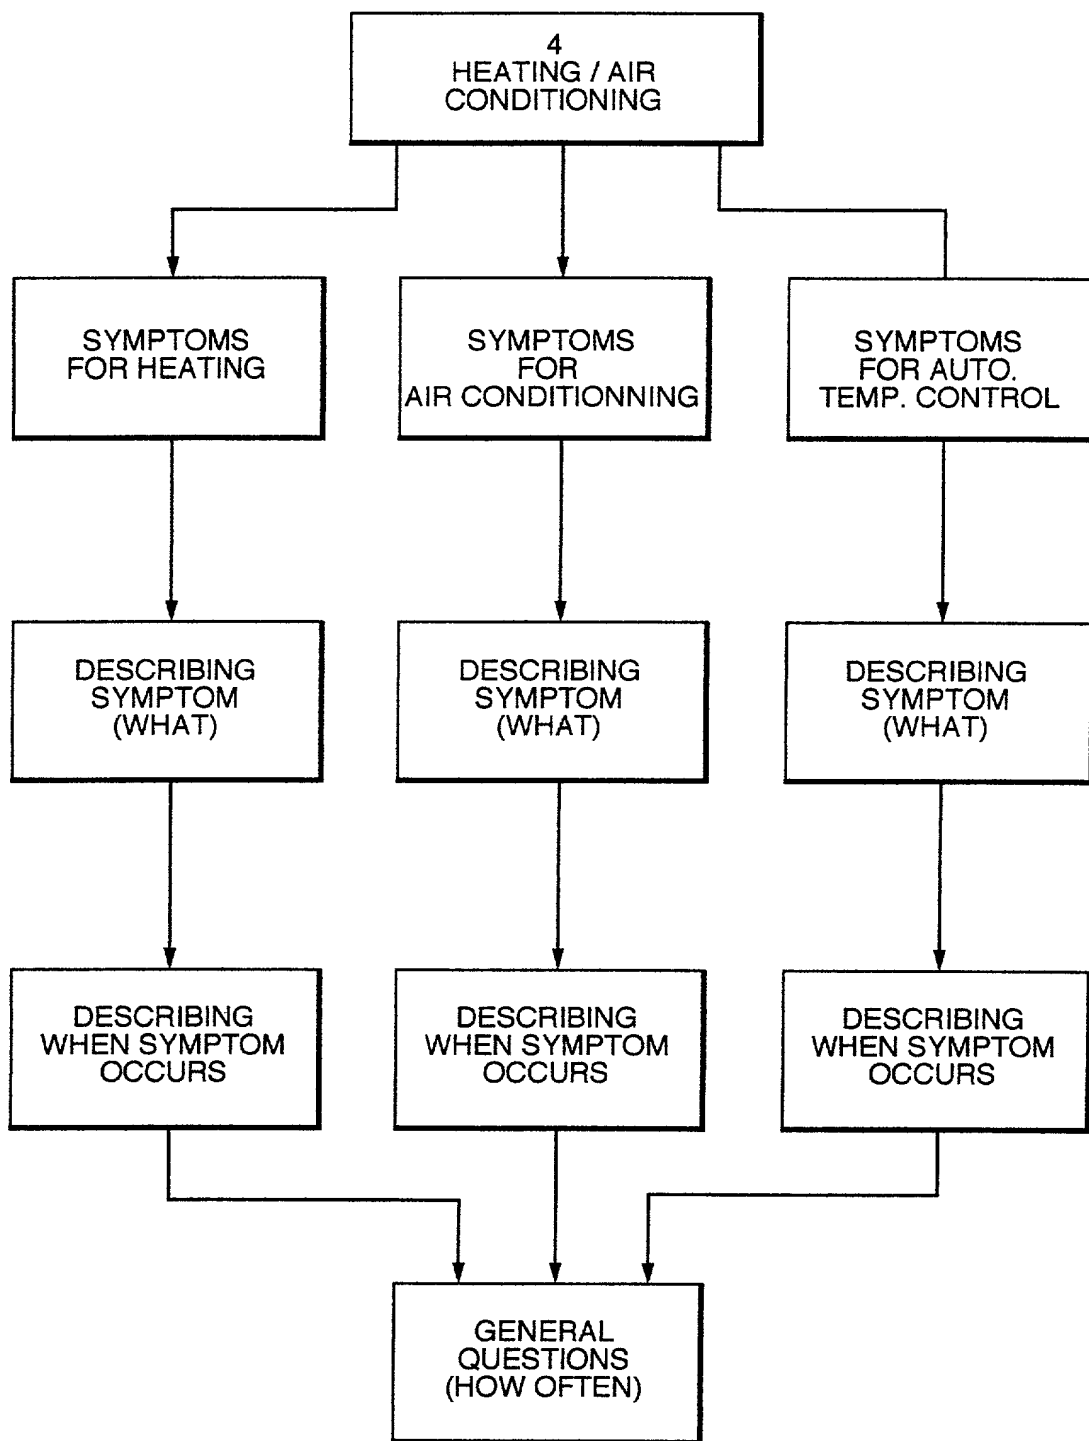 4
HEATING / AIR
CONDITIONING
SYMPTOMS
FOR HEATING
SYMPTOMS
FOR
AIR CONDITIONNING
SYMPTOMS
FOR AUTO.
TEMP. CONTROL
DESCRIBING
SYMPTOM
(WHAT)
DESCRIBING
SYMPTOM
(WHAT)
DESCRIBING
SYMPTOM
(WHAT)
DESCRIBING
WHEN SYMPTOM
OCCURS
DESCRIBING
WHEN SYMPTOM
OCCURS
DESCRIBING
WHEN SYMPTOM
OCCURS
GENERAL
QUESTIONS
(HOW OFTEN)